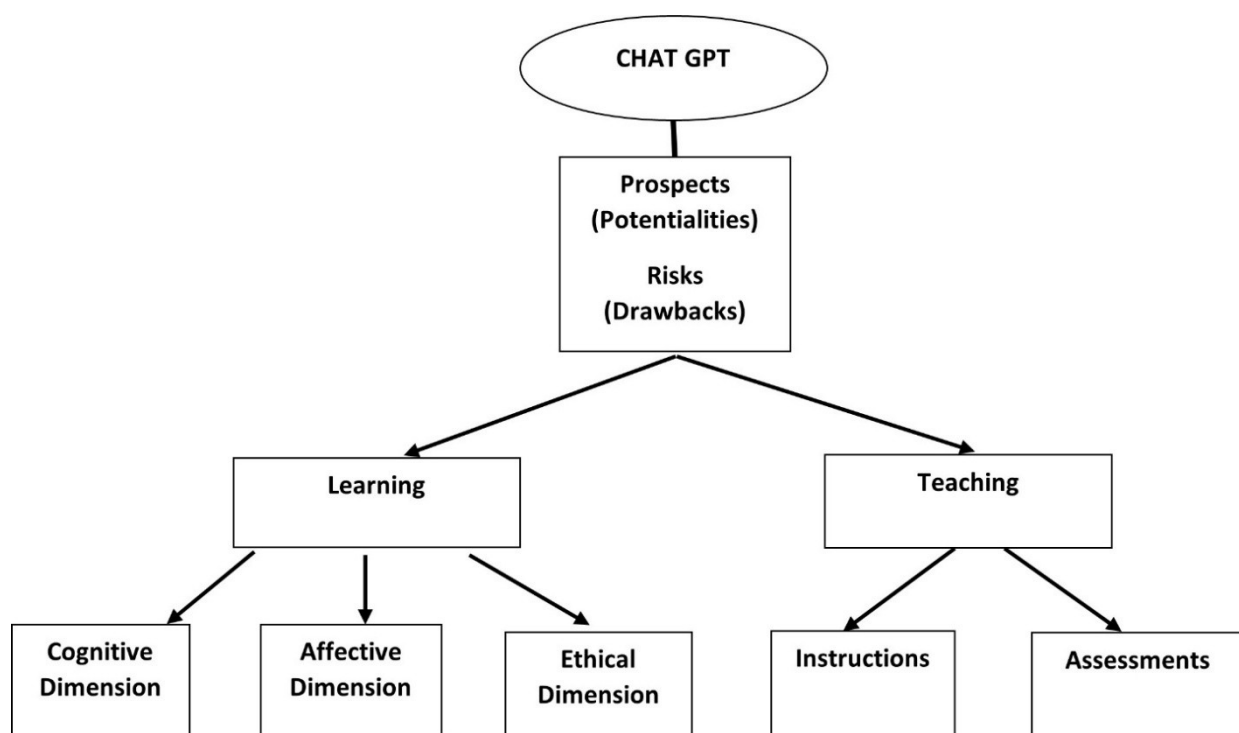 CHAT GPT
Prospects
(Potentialities)
Risks
(Drawbacks)
Learning
Teaching
Cognitive
Dimension
Affective
Dimension
Ethical
Dimension
Instructions
Assessments